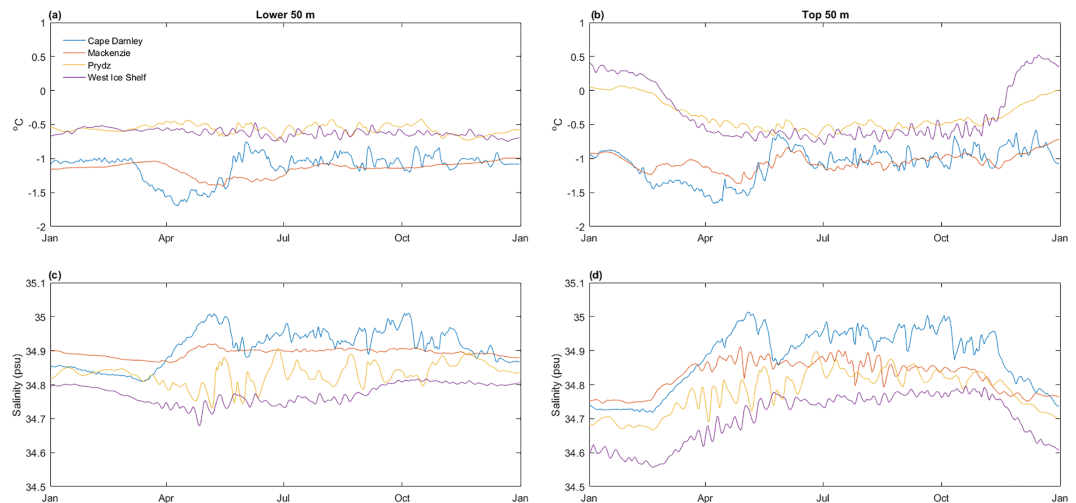 (a) Lower 50 m
1
0.5
0
-0.5
-1
-1.5
-2
°C
Cape Darnley
Mackenzie
Prydz
West Ice Shelf
Jan Apr Jul Oct Jan
(b) Top 50 m
1
0.5
0
-0.5
-1
-1.5
-2
°C
Jan Apr Jul Oct Jan
(c)
35.1
35
34.9
34.8
34.7
34.6
34.5
Salinity (psu)
Jan Apr Jul Oct Jan
(d)
35.1
35
34.9
34.8
34.7
34.6
34.5
Salinity (psu)
Jan Apr Jul Oct Jan